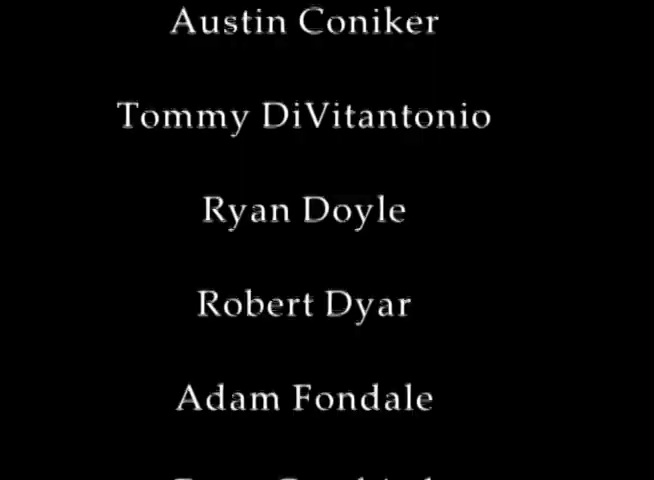 Austin Coniker
Tommy DiVitantonio
Ryan Doyle
Robert Dyar
Adam Fondale